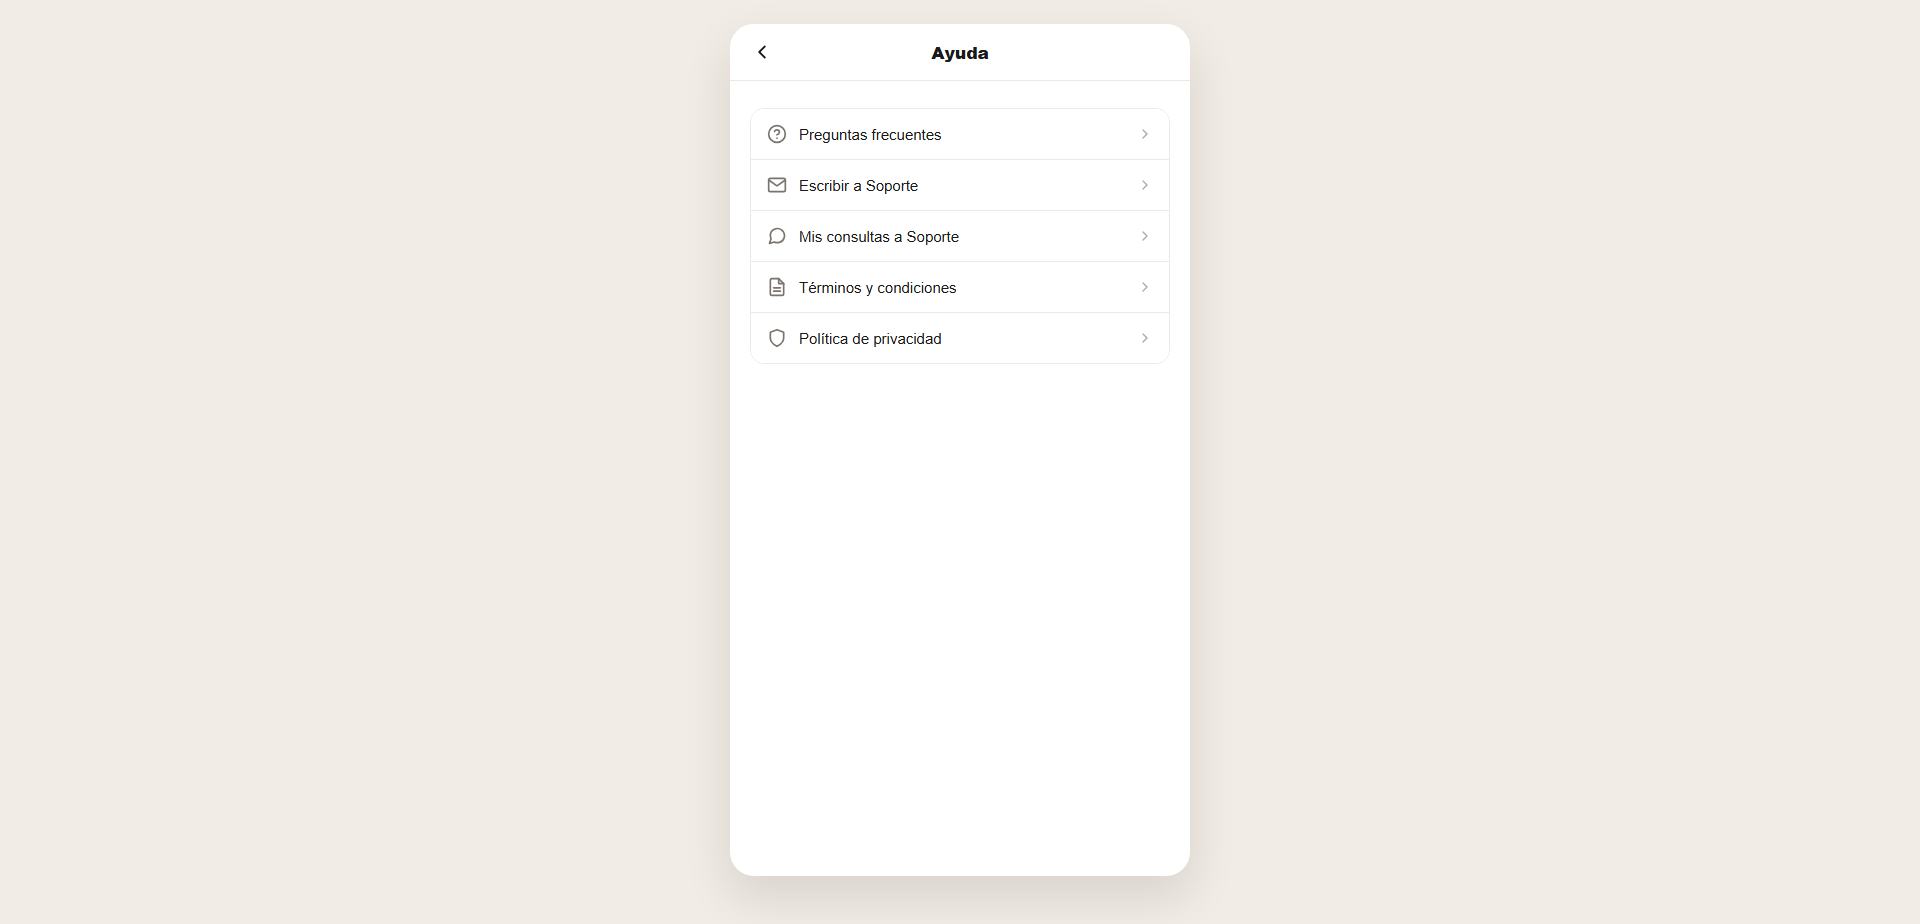 Ayuda
Preguntas frecuentes
Escribir a Soporte
Mis consultas a Soporte
Términos y condiciones
Política de privacidad